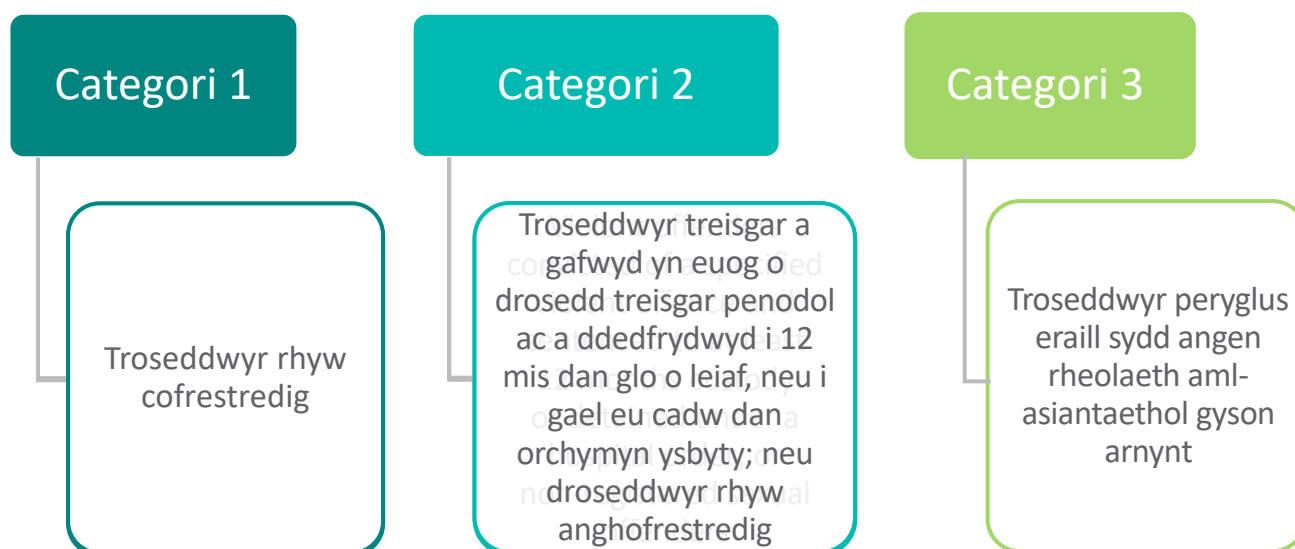 Categori 1
Troseddwyr rhyw
cofrestredig
Categori 2
Troseddwyr treisgar a
gafwyd yn euog o
drosedd treisgar penodol
ac a ddedfrydwyd i 12
mis dan glo o leiaf, neu i
gael eu cadw dan
orchymyn ysbyty; neu
droseddwyr rhyw
anghofrestredig
Categori 3
Troseddwyr peryglus
eraill sydd angen
rheolaeth aml-
asiantaethol gyson
arnynt